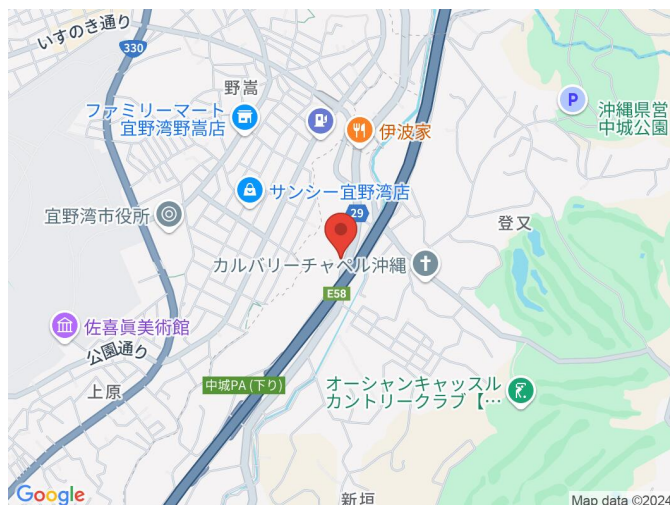 いすのき通り
330
野嵩
ファミリーマート
宜野湾野嵩店
伊波家
P
沖縄県営
中城公園
サンシー宜野湾店
宜野湾市役所
29
登又
カルバリーチャペル沖縄
E58
佐喜眞美術館
公園通り
上原
中城PA (下り)
オーシャンキャッスル
カントリークラブ【…
新垣
Google
Map data ©2024